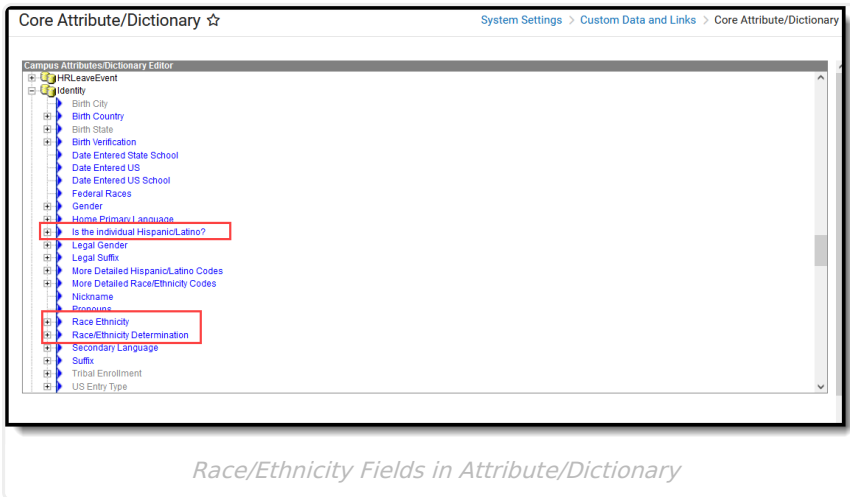 Core Attribute/Dictionary ☆ System Settings > Custom Data and Links > Core Attribute/Dictionary
Campus Attributes/Dictionary Editor
HRLeaveEvent
Identity
Birth City
Birth Country
Birth State
Birth Verification
Date Entered State School
Date Entered US
Date Entered US School
Federal Races
Gender
Home Primary Language
Is the individual Hispanic/Latino?
Legal Gender
Legal Suffix
More Detailed Hispanic/Latino Codes
More Detailed Race/Ethnicity Codes
Nickname
Pronouns
Race Ethnicity
Race/Ethnicity Determination
Secondary Language
Suffix
Tribal Enrollment
US Entry Type
Race/Ethnicity Fields in Attribute/Dictionary